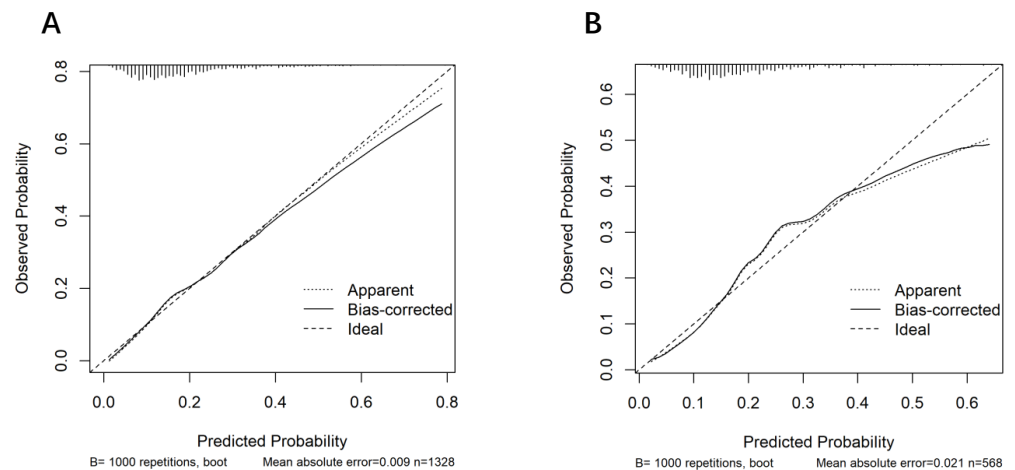 A
0.8
0.6
0.4
0.2
0.0
Observed Probability
Apparent
Bias-corrected
Ideal
0.0 0.2 0.4 0.6 0.8
Predicted Probability
B= 1000 repetitions, boot Mean absolute error=0.009 n=1328
B
0.6
0.5
0.4
0.3
0.2
0.1
0.0
Observed Probability
Apparent
Bias-corrected
Ideal
0.0 0.1 0.2 0.3 0.4 0.5 0.6
Predicted Probability
B= 1000 repetitions, boot Mean absolute error=0.021 n=568